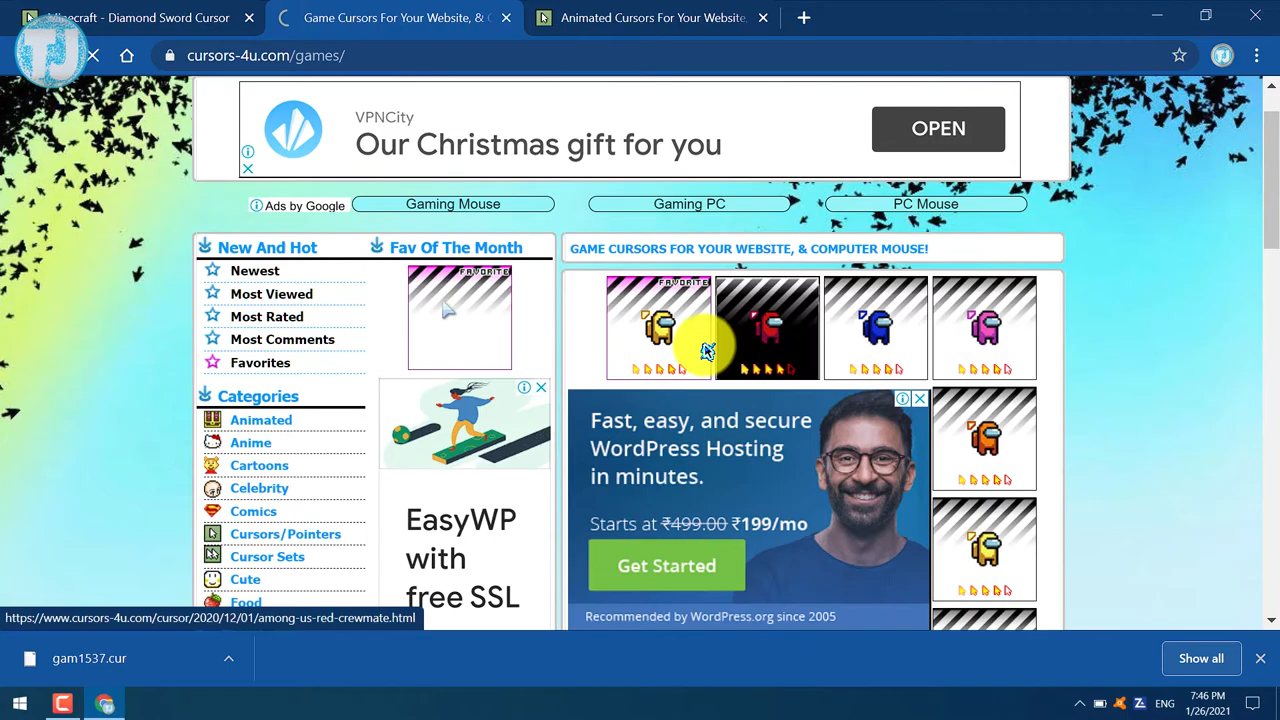 Minecraft - Diamond Sword Cursor
Game Cursors For Your Website, & C
Animated Cursors For Your Website,
TJ
cursors-4u.com/games/
VPNCity
Our Christmas gift for you
OPEN
Ads by Google
Gaming Mouse
Gaming PC
PC Mouse
New And Hot
Fav Of The Month
GAME CURSORS FOR YOUR WEBSITE, & COMPUTER MOUSE!
Newest
Most Viewed
Most Rated
Most Comments
Favorites
FAVORITE
FAVORITE
Categories
Animated
Anime
Cartoons
Celebrity
Comics
Cursors/Pointers
Cursor Sets
Cute
Food
EasyWP
with
free SSL
Fast, easy, and secure
WordPress Hosting
in minutes.
Starts at ₹499.00 ₹199/mo
Get Started
Recommended by WordPress.org since 2005
https://www.cursors-4u.com/cursor/2020/12/01/among-us-red-crewmate.html
gam1537.cur
Show all
ENG
7:46 PM
1/26/2021